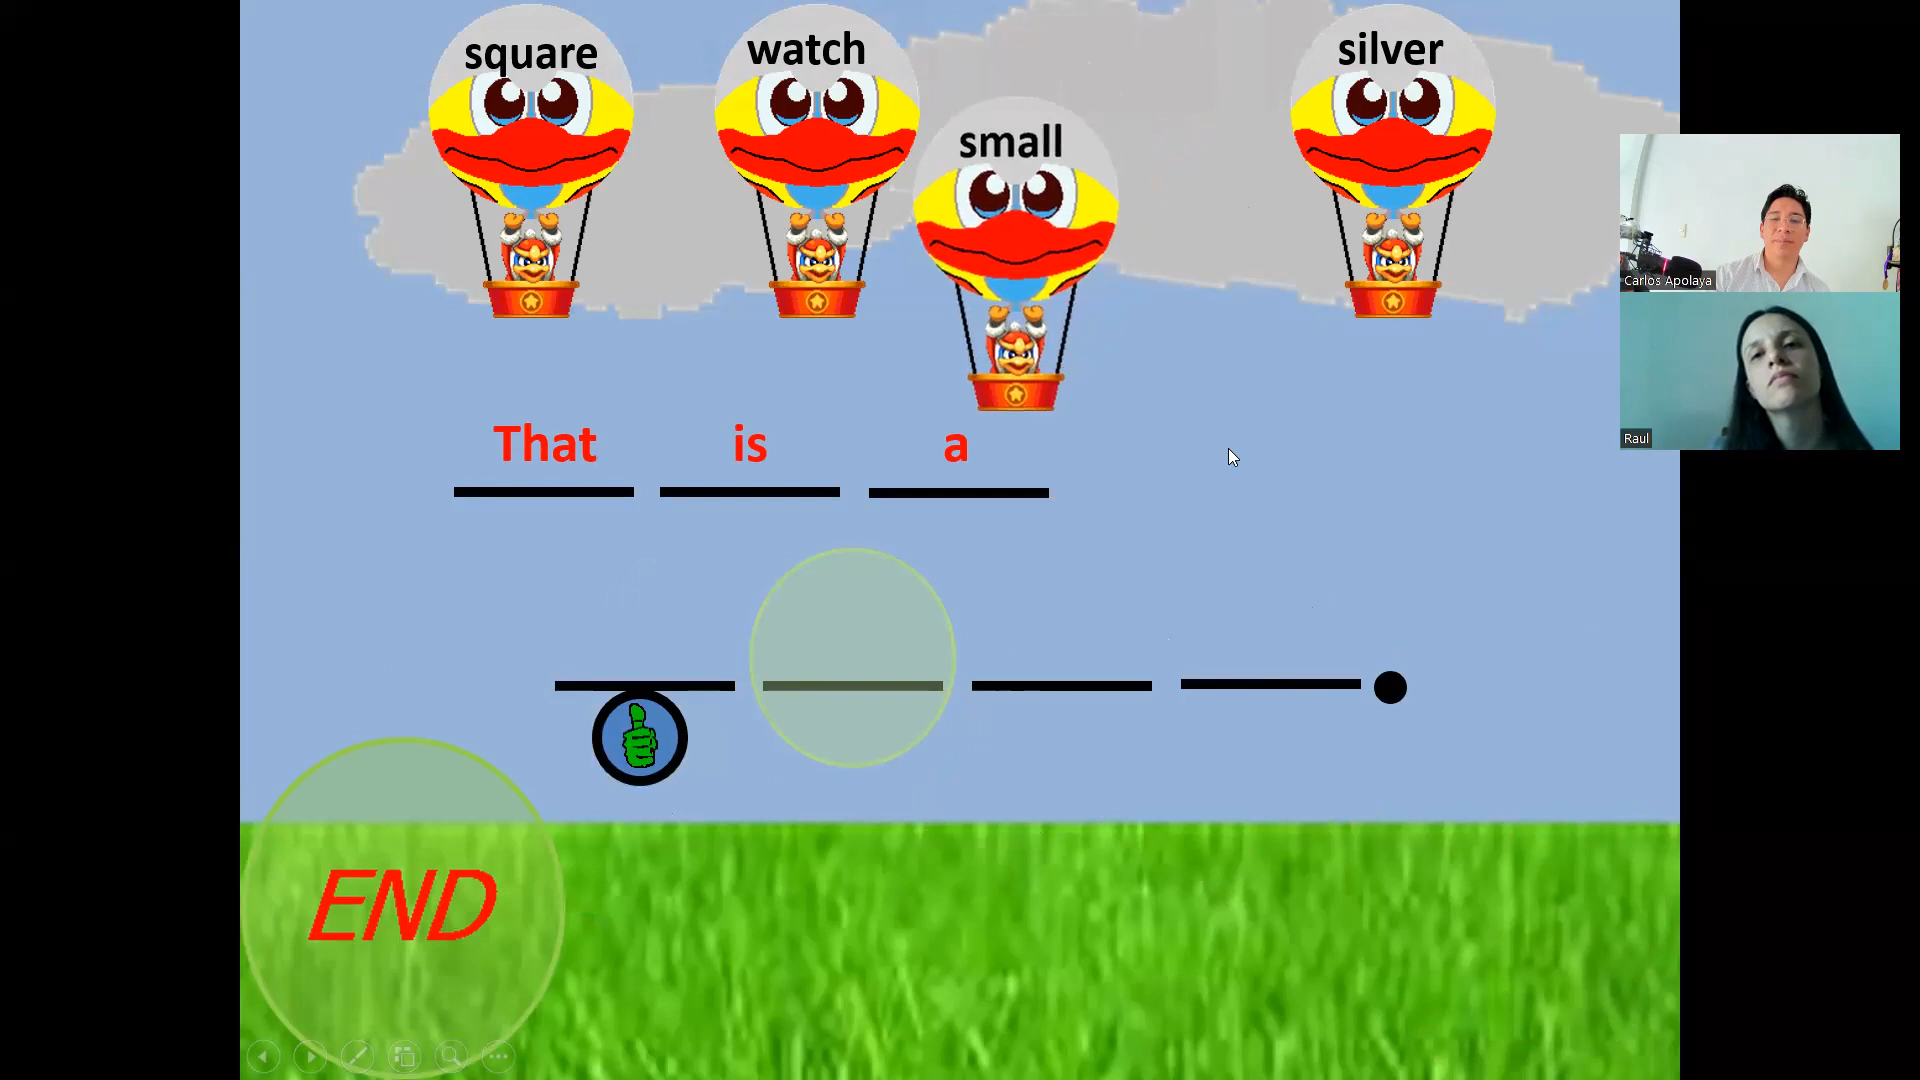 square
watch
small
silver
That is a
END
Carlos Apolaya
Raul